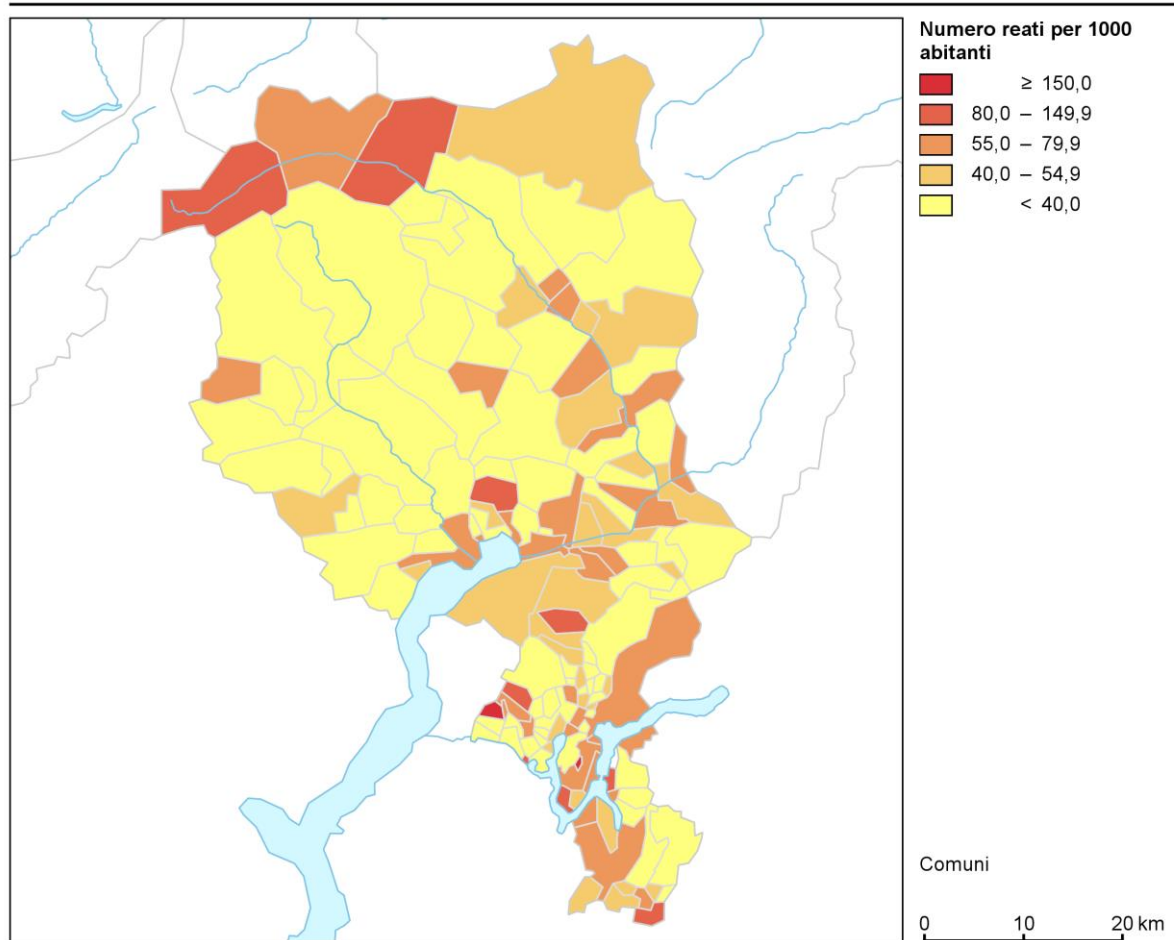 Numero reati per 1000
abitanti
≥ 150,0
80,0 – 149,9
55,0 – 79,9
40,0 – 54,9
< 40,0
Comuni
0 10 20 km